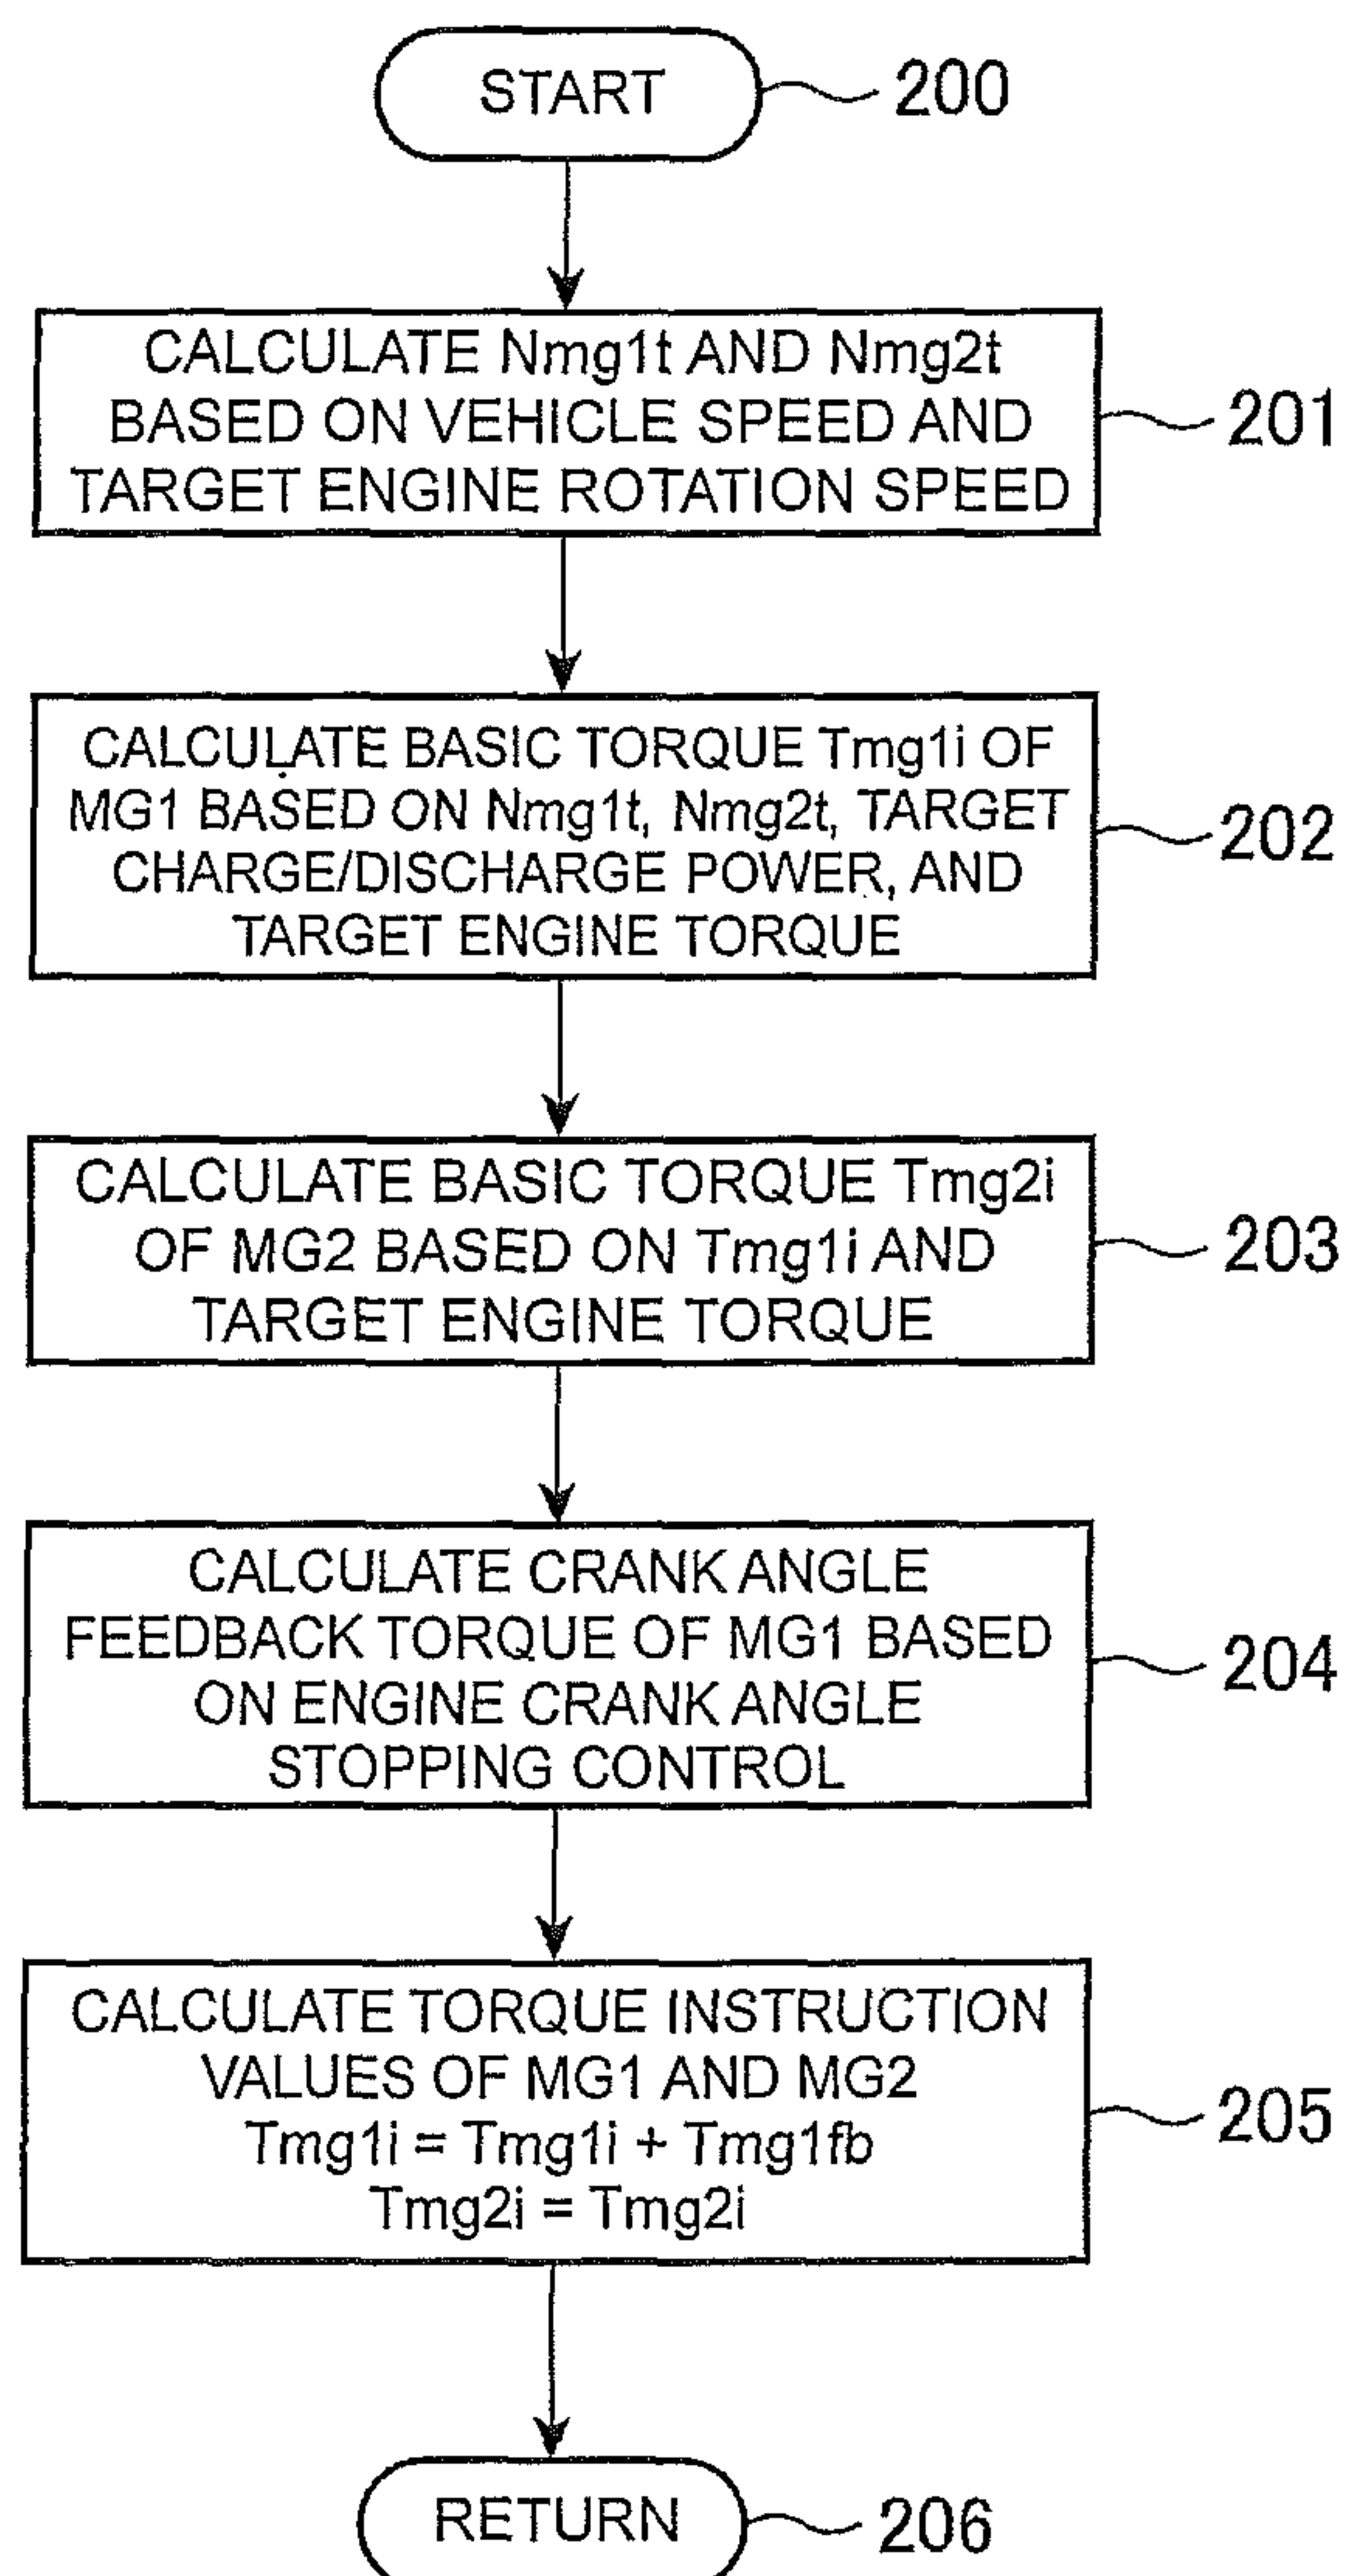 START
200
CALCULATE Nmg1t AND Nmg2t
BASED ON VEHICLE SPEED AND
TARGET ENGINE ROTATION SPEED
201
CALCULATE BASIC TORQUE Tmg1i OF
MG1 BASED ON Nmg1t, Nmg2t, TARGET
CHARGE/DISCHARGE POWER, AND
TARGET ENGINE TORQUE
202
CALCULATE BASIC TORQUE Tmg2i
OF MG2 BASED ON Tmg1i AND
TARGET ENGINE TORQUE
203
CALCULATE CRANK ANGLE
FEEDBACK TORQUE OF MG1 BASED
ON ENGINE CRANK ANGLE
STOPPING CONTROL
204
CALCULATE TORQUE INSTRUCTION
VALUES OF MG1 AND MG2
Tmg1i = Tmg1i + Tmg1fb
Tmg2i = Tmg2i
205
RETURN
206